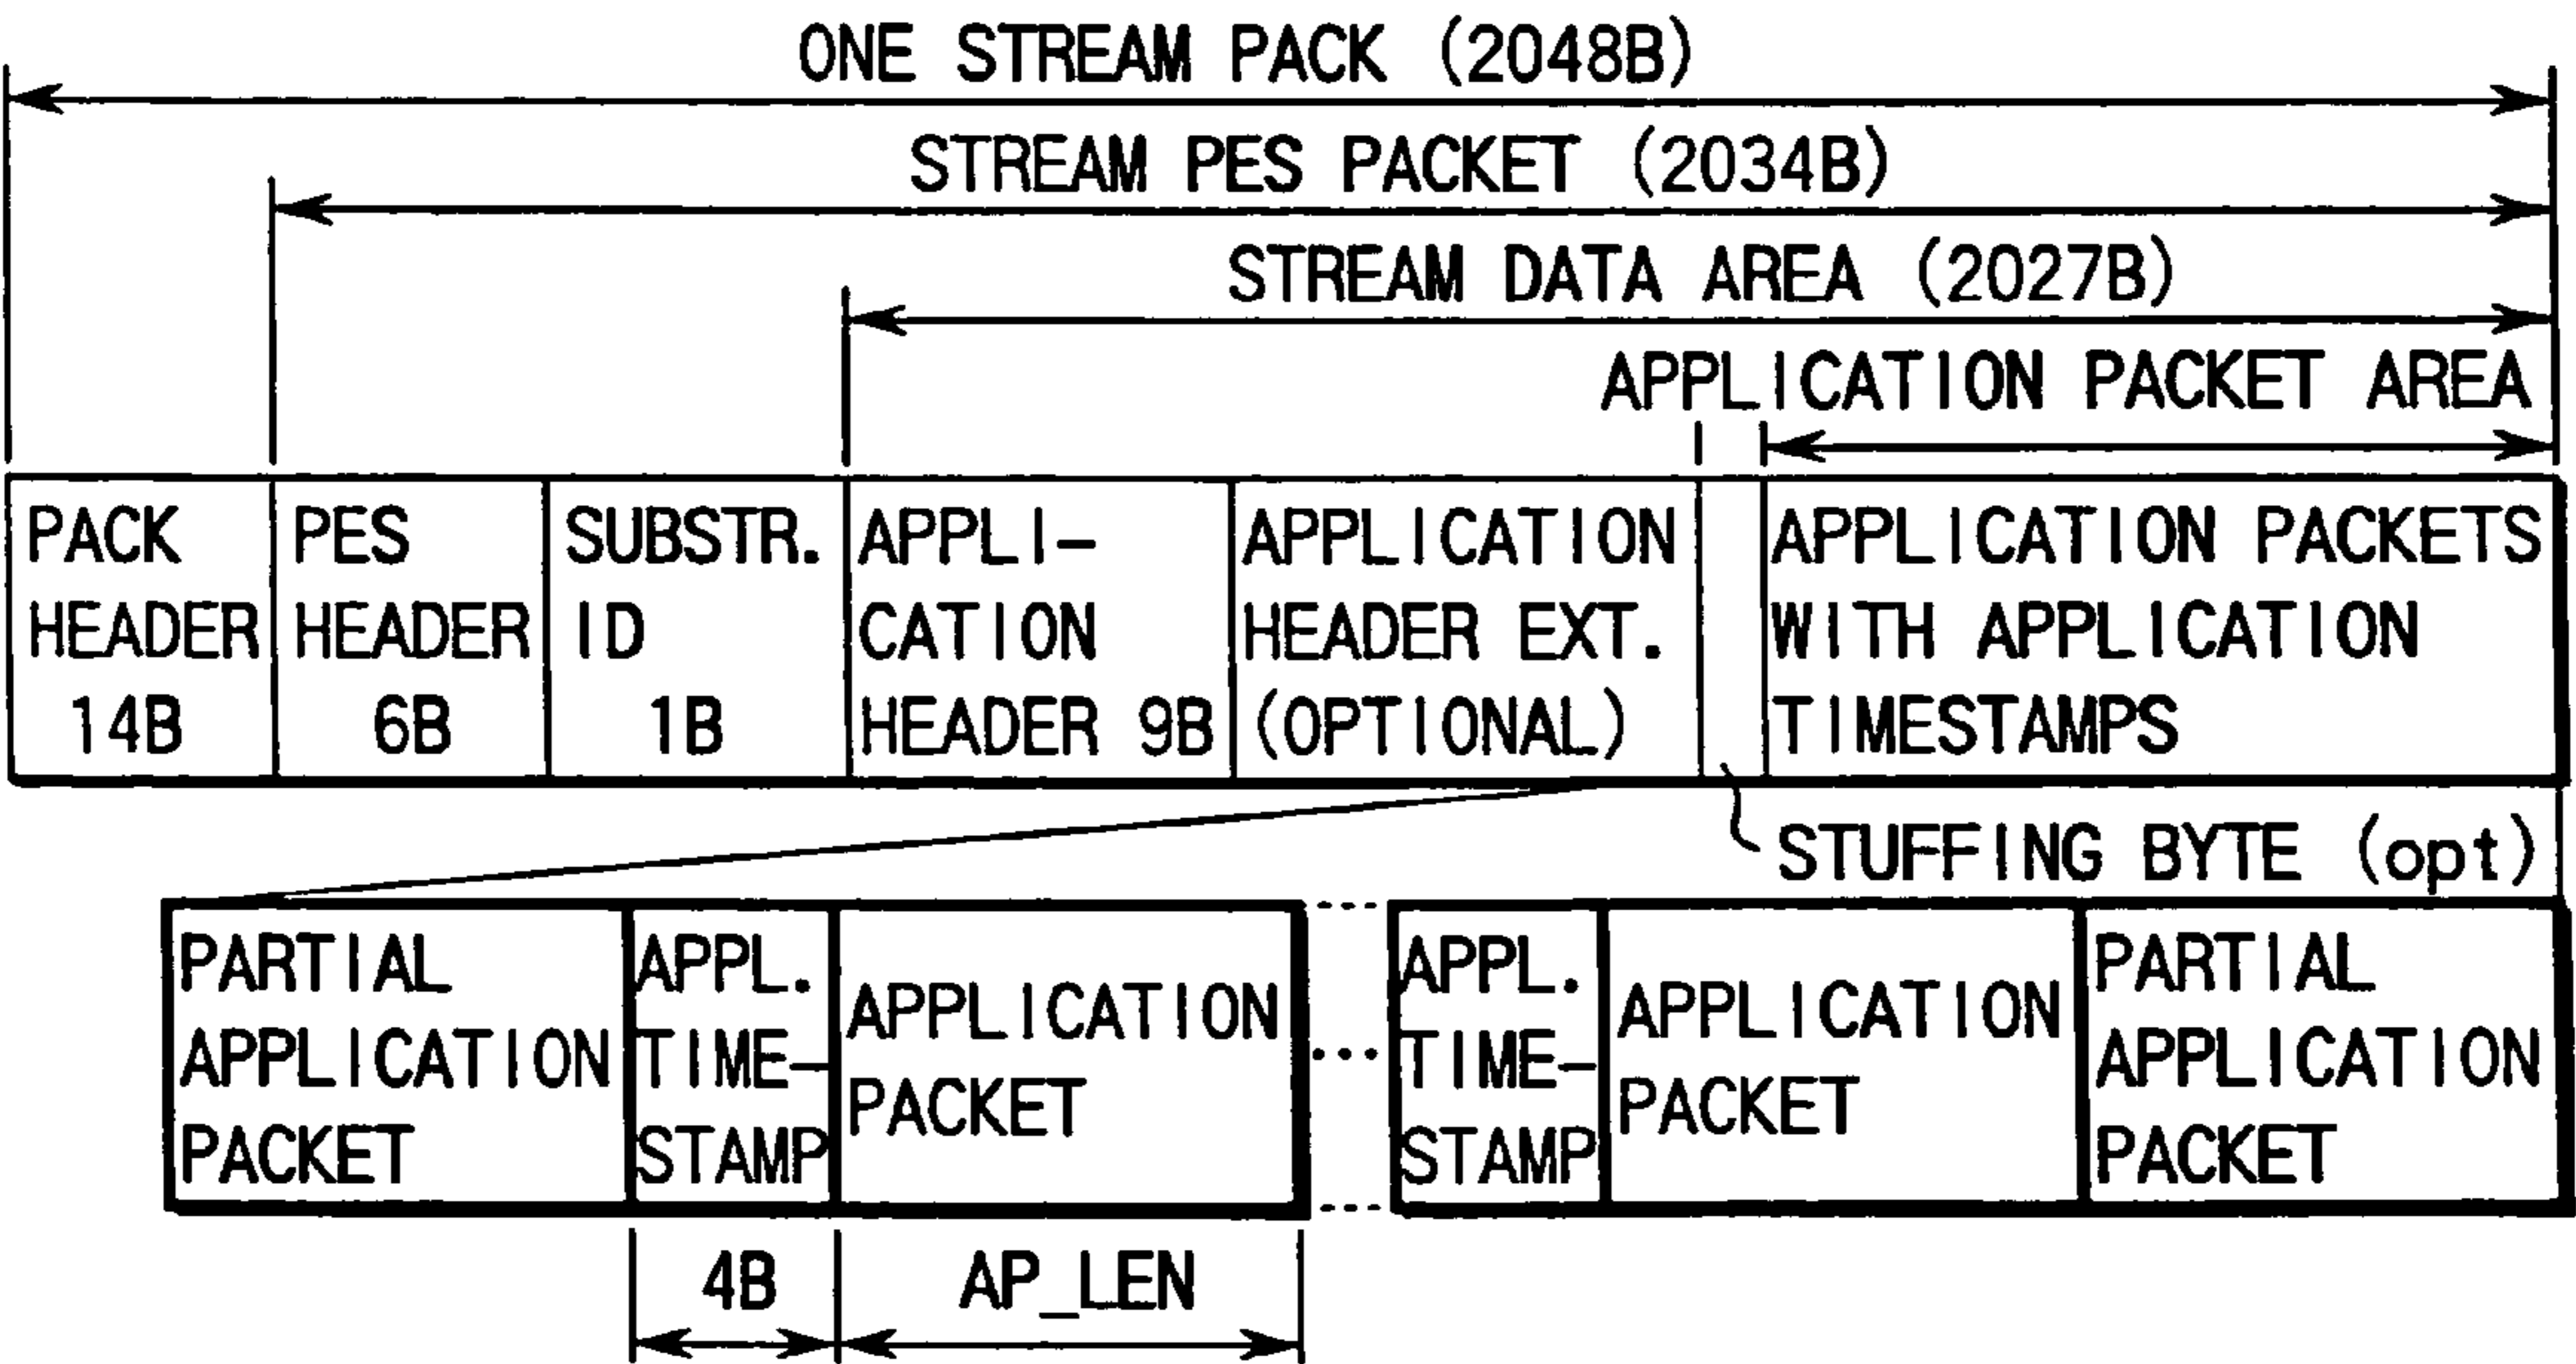 ONE STREAM PACK (2048B)
STREAM PES PACKET (2034B)
STREAM DATA AREA (2027B)
APPLICATION PACKET AREA
PACK
HEADER
14B
PES
HEADER
6B
SUBSTR.
ID
1B
APPLI-
CATION
HEADER 9B
APPLICATION
HEADER EXT.
(OPTIONAL)
APPLICATION PACKETS
WITH APPLICATION
TIMESTAMPS
STUFFING BYTE (opt)
PARTIAL
APPLICATION
PACKET
APPL.
TIME-
STAMP
APPLICATION
PACKET
...
APPL.
TIME-
STAMP
APPLICATION
PACKET
PARTIAL
APPLICATION
PACKET
4B
AP_LEN